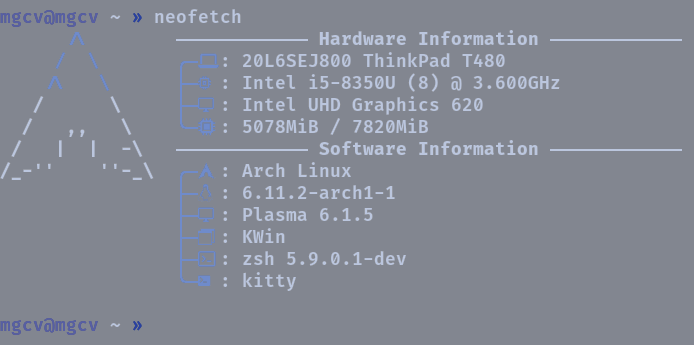 mgcv@mgcv ~ » neofetch
Hardware Information
: 20L6SEJ800 ThinkPad T480
: Intel i5-8350U (8) @ 3.600GHz
: Intel UHD Graphics 620
: 5078MiB / 7820MiB
Software Information
: Arch Linux
: 6.11.2-arch1-1
: Plasma 6.1.5
: KWin
: zsh 5.9.0.1-dev
: kitty
mgcv@mgcv ~ »